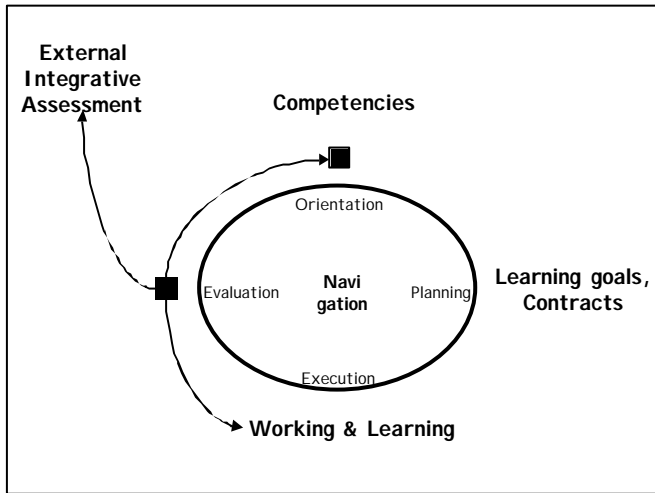 External
Integrative
Assessment
Competencies
Orientation
Evaluation
Navi
gation
Planning
Learning goals,
Contracts
Execution
Working & Learning